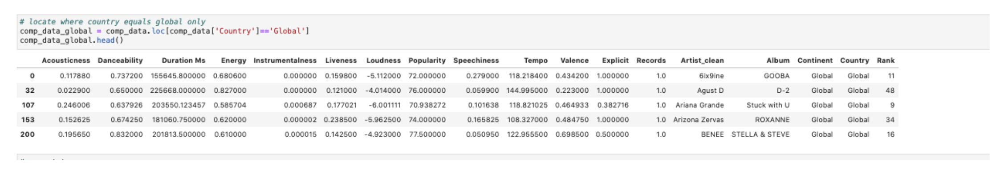 # locate where country equals global only
comp_data_global = comp_data.loc[comp_data['Country']=='Global']
comp_data_global.head()
Acousticness Danceability Duration Ms Energy Instrumentalness Liveness Loudness Popularity Speechiness Tempo Valence Explicit Records Artist_clean Album Continent Country Rank
0 0.117880 0.737200 155645.800000 0.680600 0.000000 0.159800 -5.112000 72.000000 0.279000 118.218400 0.434200 1.000000 1.0 6ix9ine GOOBA Global Global 11
32 0.022900 0.650000 225668.000000 0.827000 0.000000 0.121000 -4.014000 76.000000 0.059900 144.995000 0.223000 1.000000 1.0 Agust D D-2 Global Global 48
107 0.246006 0.637926 203550.123457 0.585704 0.000687 0.177021 -6.001111 70.938272 0.101638 118.821025 0.464933 0.382716 1.0 Ariana Grande Stuck with U Global Global 9
153 0.152625 0.674250 181060.750000 0.620000 0.000002 0.238500 -5.962500 74.000000 0.165825 108.327000 0.484750 1.000000 1.0 Arizona Zervas ROXANNE Global Global 34
200 0.195650 0.832000 201813.500000 0.610000 0.000015 0.142500 -4.923000 77.500000 0.050950 122.955500 0.698500 0.500000 1.0 BENEE STELLA & STEVE Global Global 16